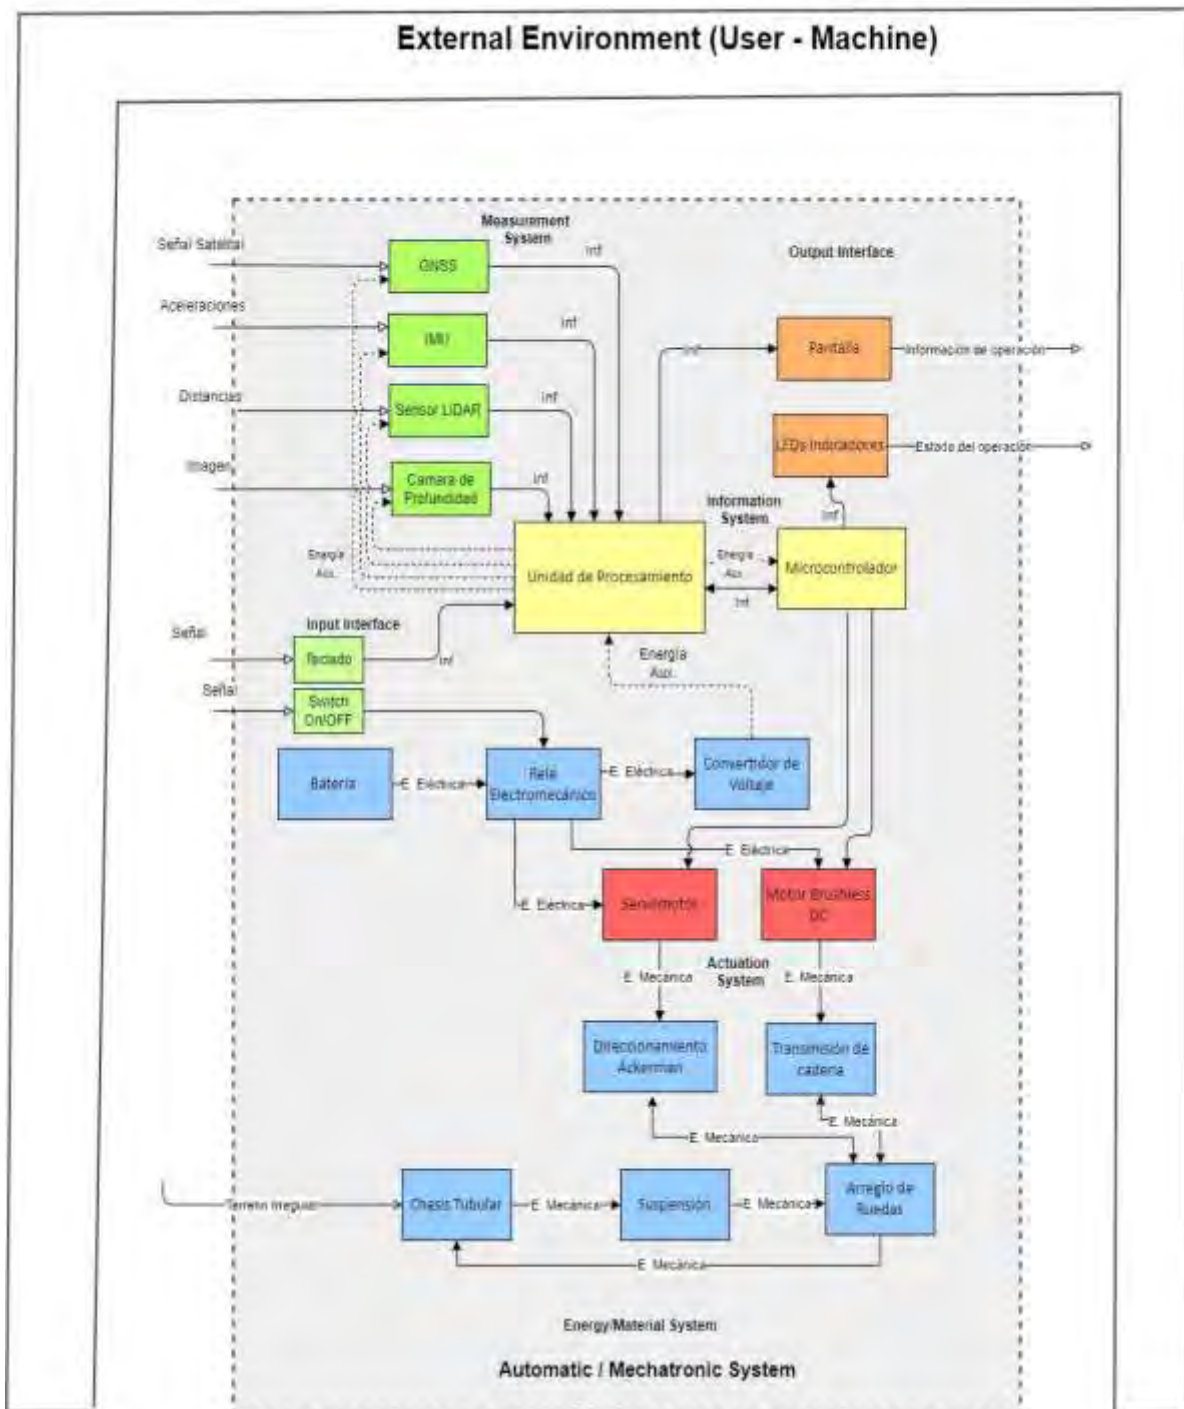 External Environment (User - Machine)
Measurement
System
Output Interface
Señal Satelital
GNSS
Inf
Aceleraciones
IMU
Inf
Pantalla
Inf
Información de operación
Distancias
Sensor LiDAR
Inf
LEDs Indicadores
Estado del operación
Imagen
Camara de
Profundidad
Inf
Information
System
Inf
Energía
Aux.
Unidad de Procesamiento
Energía
Aux.
Inf
Microcontrolador
Input Interface
Señal
Teclado
Inf
Energía
Aux.
Señal
Switch
On/OFF
Batería
E. Eléctrica
Relé
Electromecánico
E. Eléctrica
Convertidor de
Voltaje
E. Eléctrica
E. Eléctrica
Servomotor
Motor Brushless
DC
Actuation
System
E. Mecánica
E. Mecánica
Direccionamiento
Ackerman
Transmisión de
cadena
E. Mecánica
E. Mecánica
Terreno Irregular
Chasis Tubular
E. Mecánica
Suspensión
E. Mecánica
Arreglo de
Ruedas
E. Mecánica
Energy/Material System
Automatic / Mechatronic System